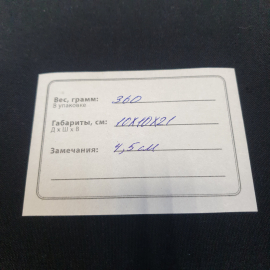 Вес, грамм: 360
В упаковке
Габариты, см: 10х10х21
Д х Ш х В
Замечания: 4,5 см